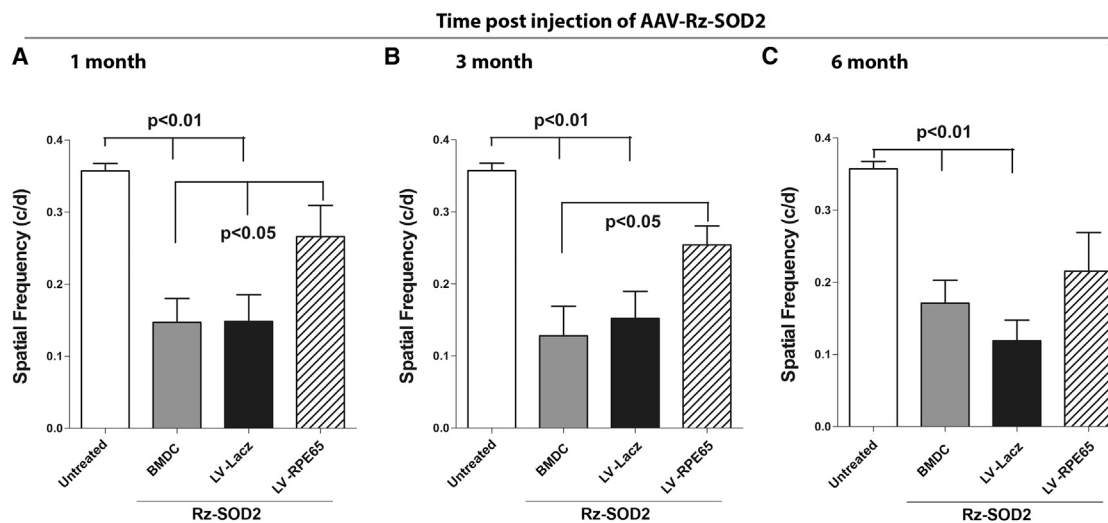 Time post injection of AAV-Rz-SOD2
A 1 month
p<0.01
p<0.05
Spatial Frequency (c/d)
0.4
0.3
0.2
0.1
0.0
Untreated
BMDC
LV-Lacz
LV-RPE65
Rz-SOD2
B 3 month
p<0.01
p<0.05
Spatial Frequency (c/d)
0.4
0.3
0.2
0.1
0.0
Untreated
BMDC
LV-Lacz
LV-RPE65
Rz-SOD2
C 6 month
p<0.01
Spatial Frequency (c/d)
0.4
0.3
0.2
0.1
0.0
Untreated
BMDC
LV-Lacz
LV-RPE65
Rz-SOD2